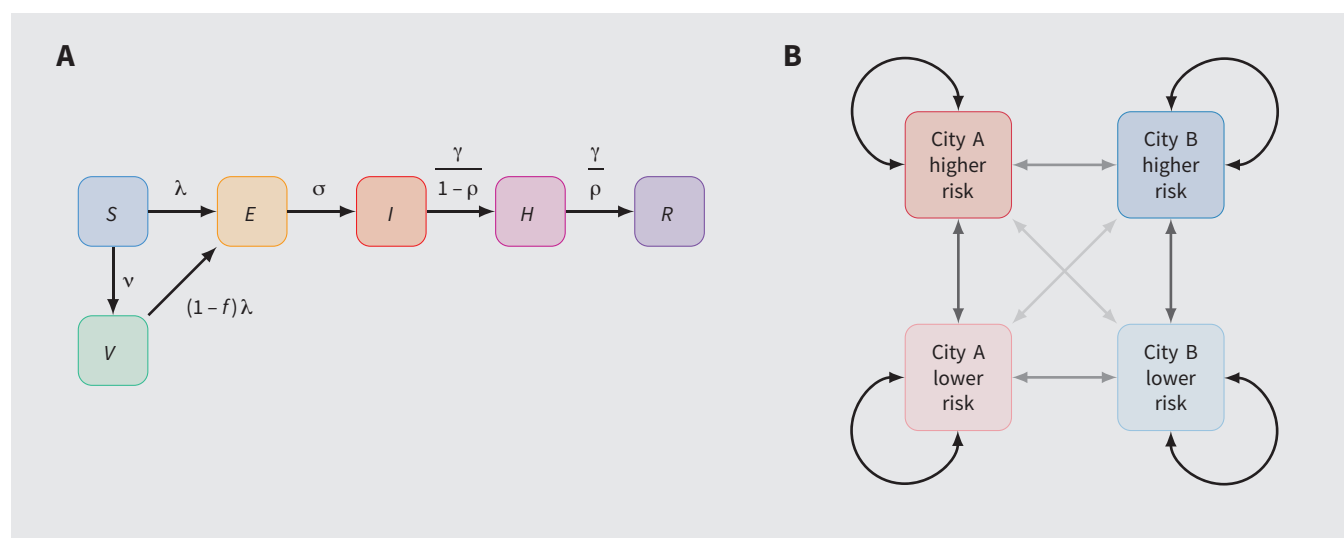 A
S
λ
E
σ
I
γ
1 – ρ
H
γ
ρ
R
ν
(1 – f) λ
V
B
City A
higher
risk
City B
higher
risk
City A
lower
risk
City B
lower
risk